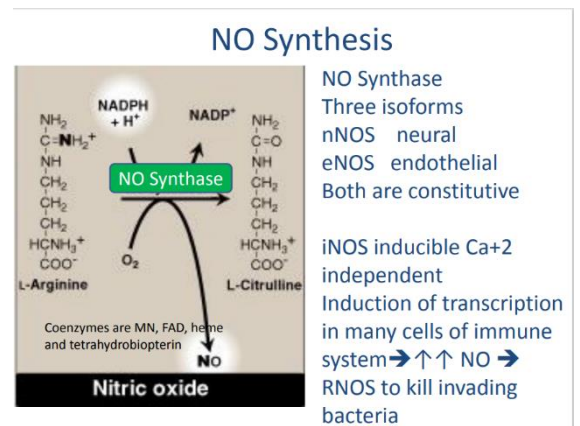 NO Synthesis
NADPH
+ H⁺
NADP⁺
NH₂
C=NH₂⁺
NH
CH₂
CH₂
CH₂
HCNH₃⁺
COO⁻
L-Arginine
NO Synthase
O₂
NH₂
C=O
NH
CH₂
CH₂
CH₂
HCNH₃⁺
COO⁻
L-Citrulline
Coenzymes are MN, FAD, heme
and tetrahydrobiopterin
NO
Nitric oxide
NO Synthase
Three isoforms
nNOS neural
eNOS endothelial
Both are constitutive
iNOS inducible Ca+2
independent
Induction of transcription
in many cells of immune
system➔↑↑ NO ➔
RNOS to kill invading
bacteria